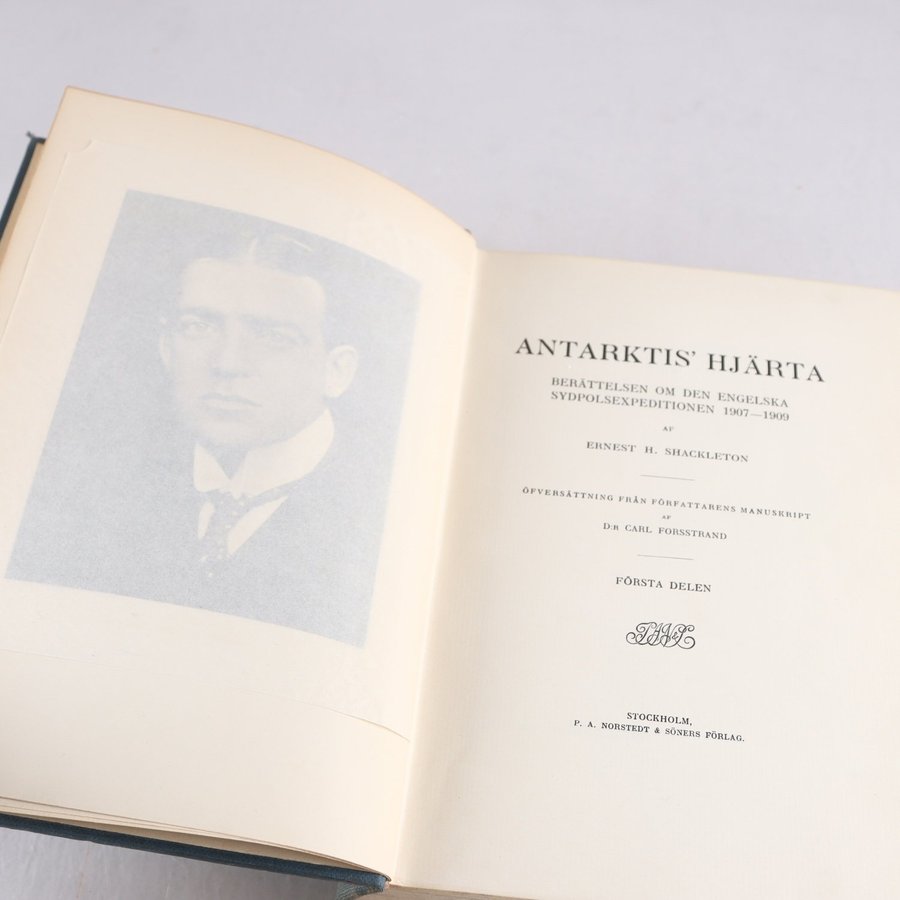 ANTARKTIS' HJÄRTA
BERÄTTELSEN OM DEN ENGELSKA
SYDPOLSEXPEDITIONEN 1907—1909
AF
ERNEST H. SHACKLETON
ÖFVERSÄTTNING FRÅN FÖRFATTARENS MANUSKRIPT
AF
D:R CARL FORSSTRAND
FÖRSTA DELEN
STOCKHOLM,
P. A. NORSTEDT & SÖNERS FÖRLAG.